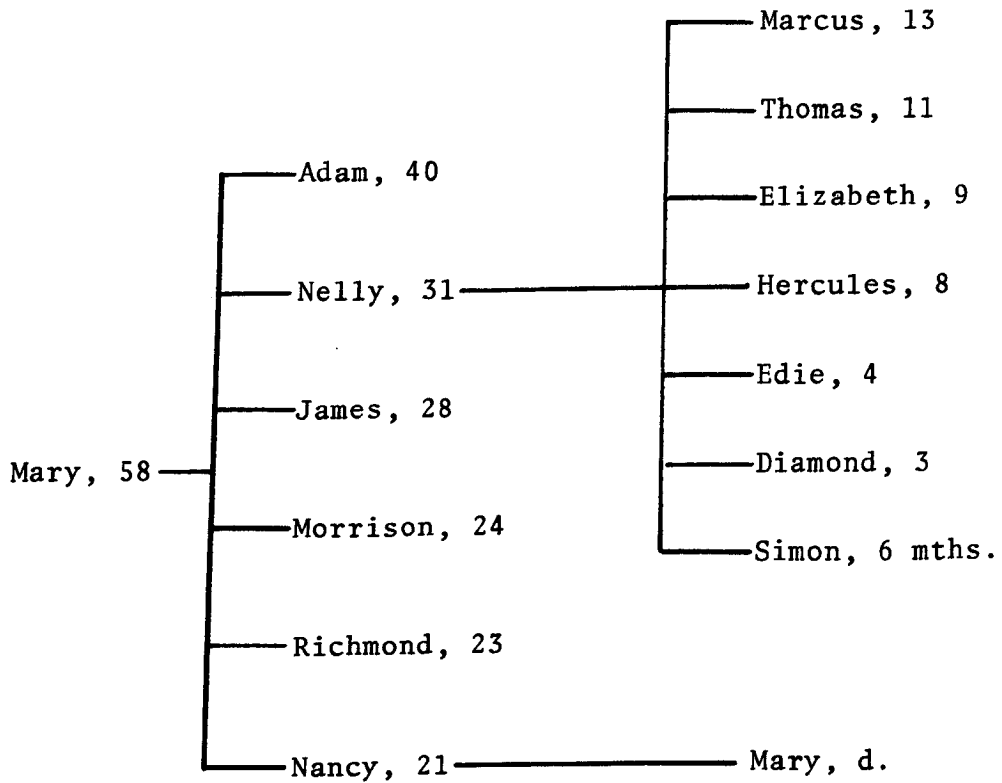 Marcus, 13
Thomas, 11
Adam, 40
Elizabeth, 9
Nelly, 31
Hercules, 8
Edie, 4
James, 28
Mary, 58
Diamond, 3
Morrison, 24
Simon, 6 mths.
Richmond, 23
Nancy, 21
Mary, d.